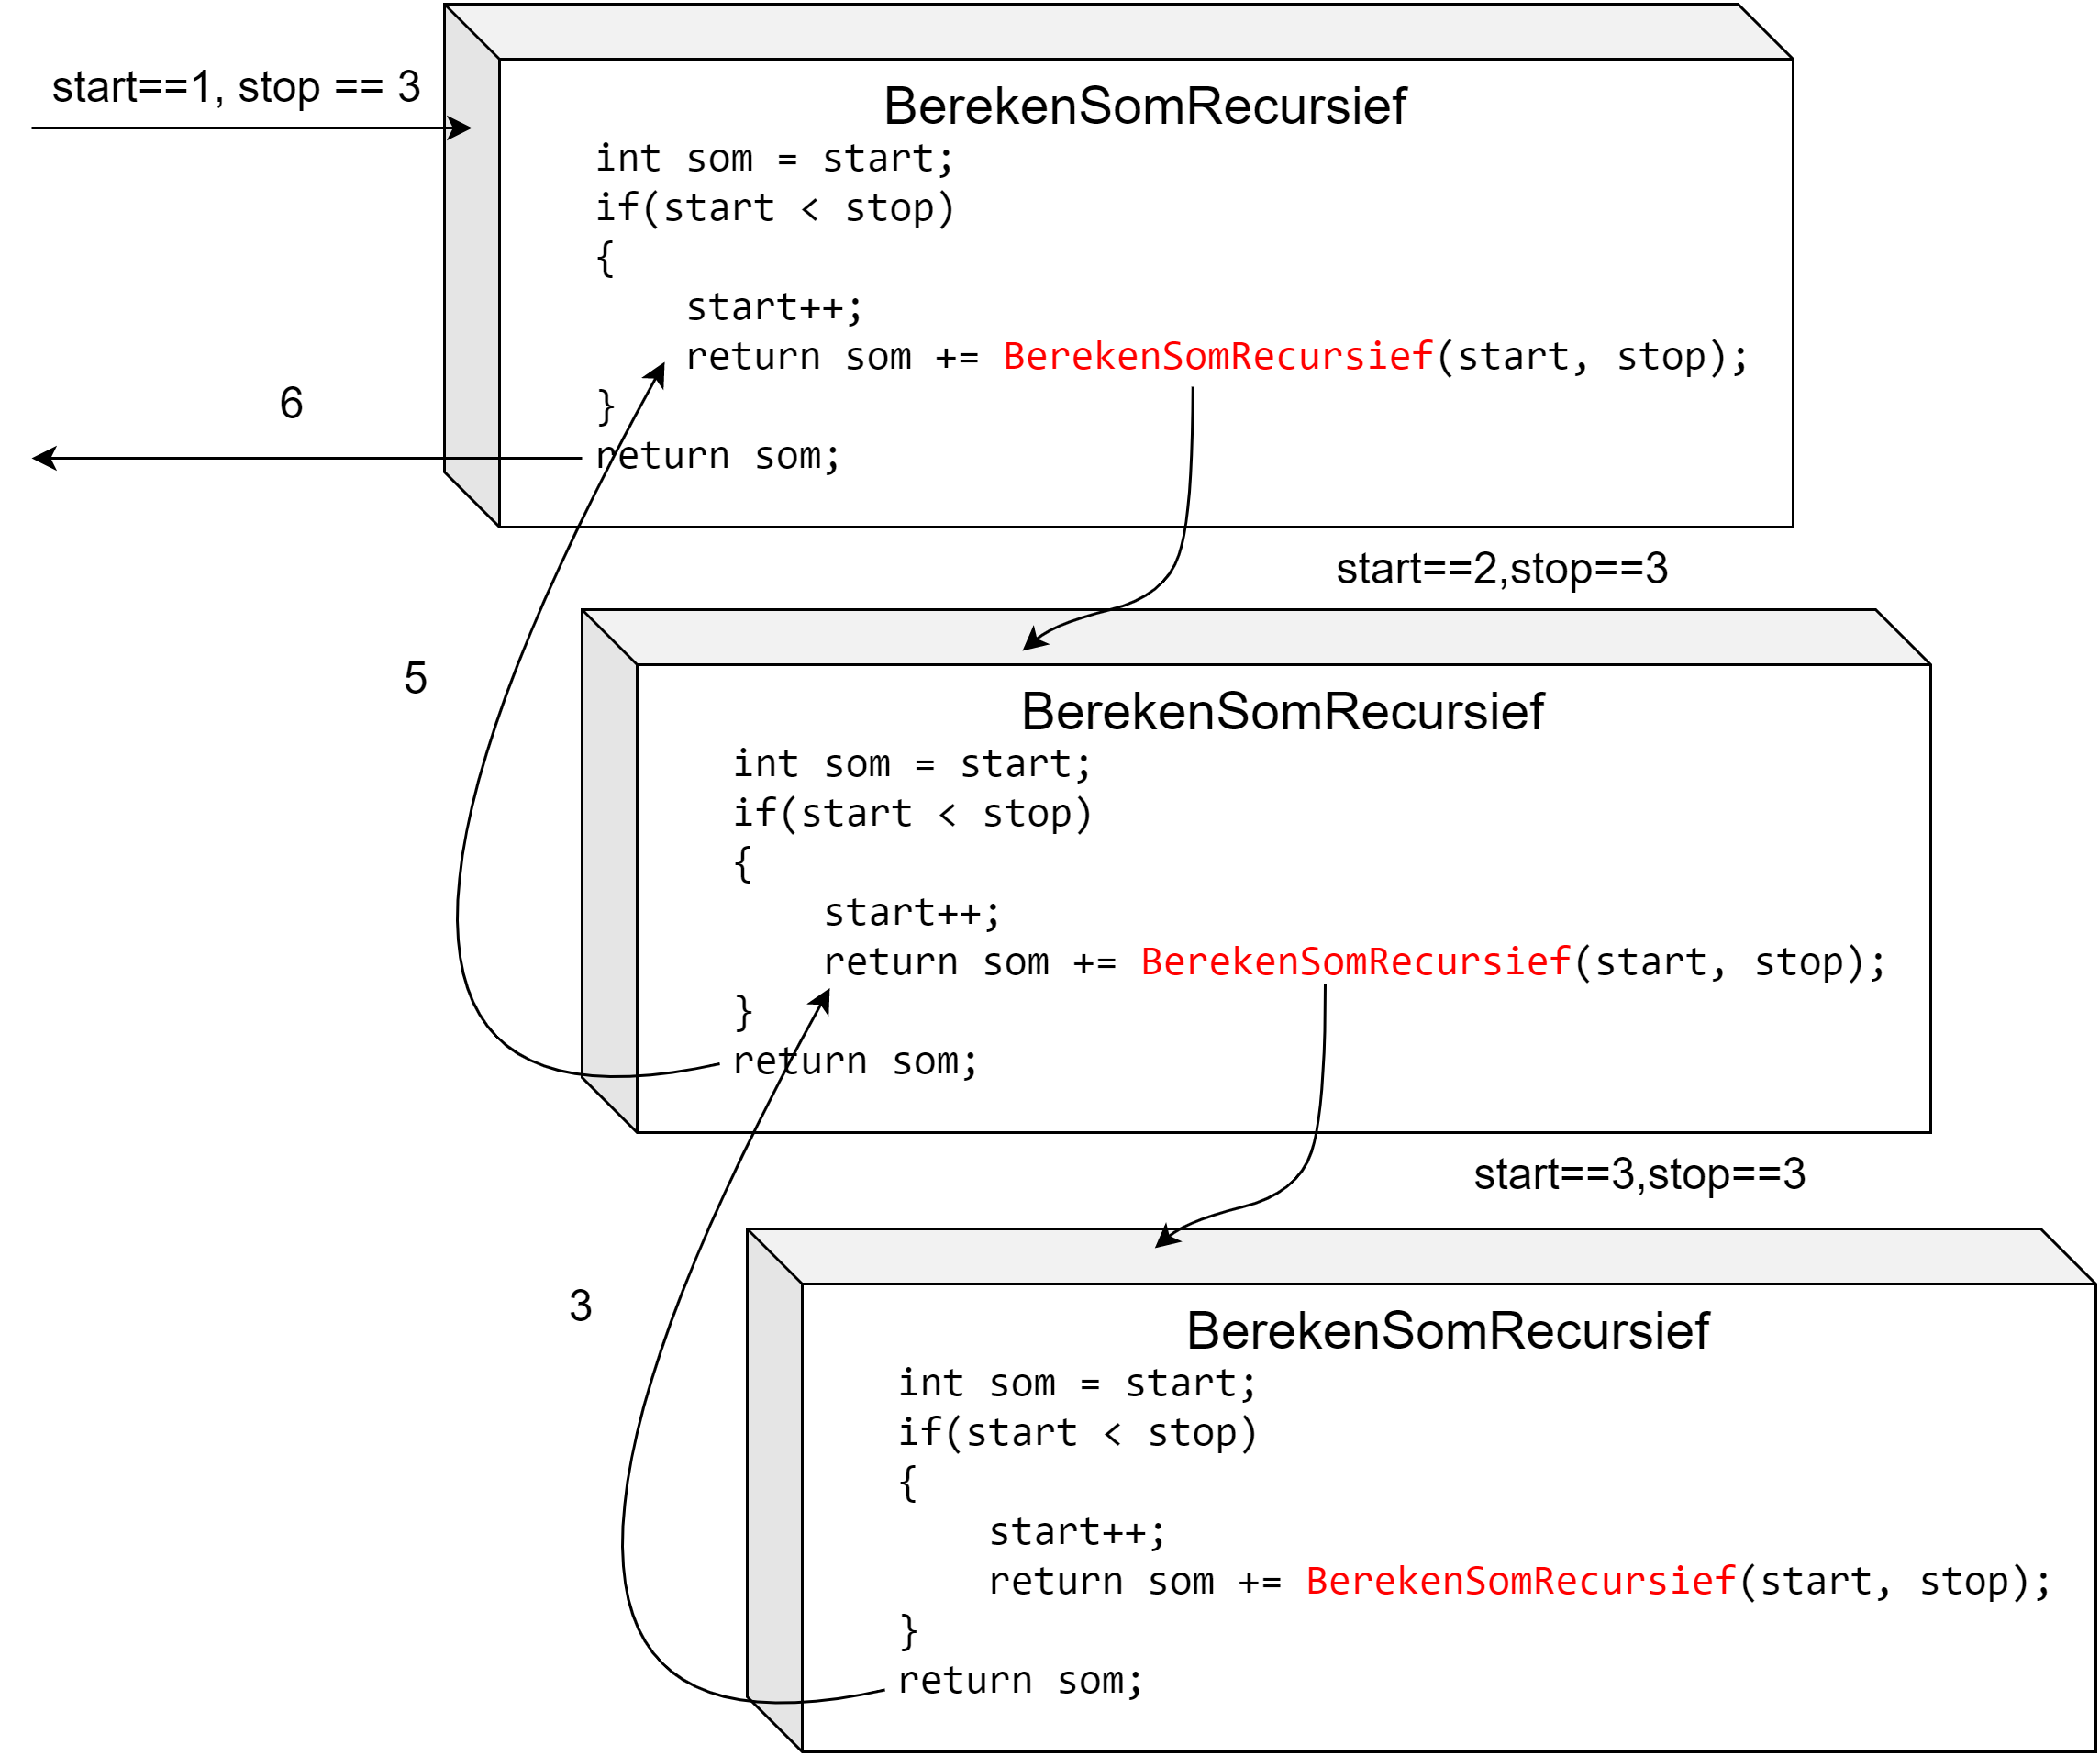 start==1, stop == 3
BerekenSomRecursief
int som = start;
if(start < stop)
{
    start++;
    return som += BerekenSomRecursief(start, stop);
}
6
return som;
start==2,stop==3
5
BerekenSomRecursief
int som = start;
if(start < stop)
{
    start++;
    return som += BerekenSomRecursief(start, stop);
}
return som;
start==3,stop==3
3
BerekenSomRecursief
int som = start;
if(start < stop)
{
    start++;
    return som += BerekenSomRecursief(start, stop);
}
return som;